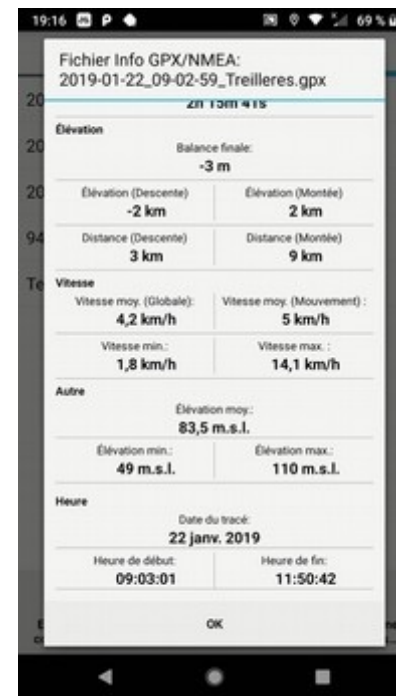 19:16
69 %
Fichier Info GPX/NMEA:
2019-01-22_09-02-59_Treilleres.gpx
2h 15m 41s
Élévation
Balance finale:
-3 m
Élévation (Descente) Élévation (Montée)
-2 km 2 km
Distance (Descente) Distance (Montée)
3 km 9 km
Vitesse
Vitesse moy. (Globale): Vitesse moy. (Mouvement) :
4,2 km/h 5 km/h
Vitesse min.: Vitesse max. :
1,8 km/h 14,1 km/h
Autre
Élévation moy.:
83,5 m.s.l.
Élévation min.: Élévation max.:
49 m.s.l. 110 m.s.l.
Heure
Date du tracé:
22 janv. 2019
Heure de début: Heure de fin:
09:03:01 11:50:42
OK